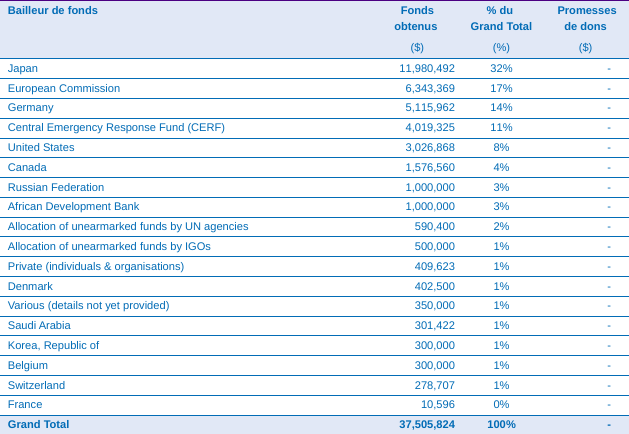 Bailleur de fonds Fonds obtenus % du Grand Total Promesses de dons
($) (%) ($)
Japan 11,980,492 32% -
European Commission 6,343,369 17% -
Germany 5,115,962 14% -
Central Emergency Response Fund (CERF) 4,019,325 11% -
United States 3,026,868 8% -
Canada 1,576,560 4% -
Russian Federation 1,000,000 3% -
African Development Bank 1,000,000 3% -
Allocation of unearmarked funds by UN agencies 590,400 2% -
Allocation of unearmarked funds by IGOs 500,000 1% -
Private (individuals & organisations) 409,623 1% -
Denmark 402,500 1% -
Various (details not yet provided) 350,000 1% -
Saudi Arabia 301,422 1% -
Korea, Republic of 300,000 1% -
Belgium 300,000 1% -
Switzerland 278,707 1% -
France 10,596 0% -
Grand Total 37,505,824 100% -